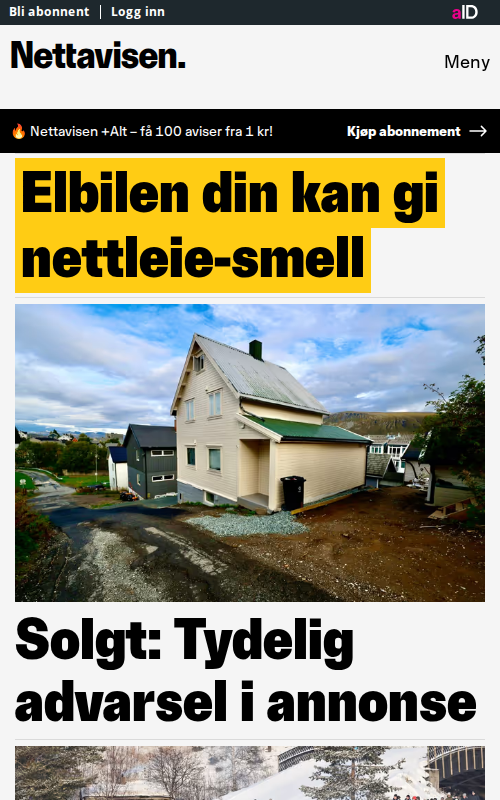 Bli abonnent | Logg inn
aID
Nettavisen.
Meny
🔥 Nettavisen +Alt – få 100 aviser fra 1 kr!
Kjøp abonnement →
Elbilen din kan gi
nettleie-smell
Solgt: Tydelig
advarsel i annonse